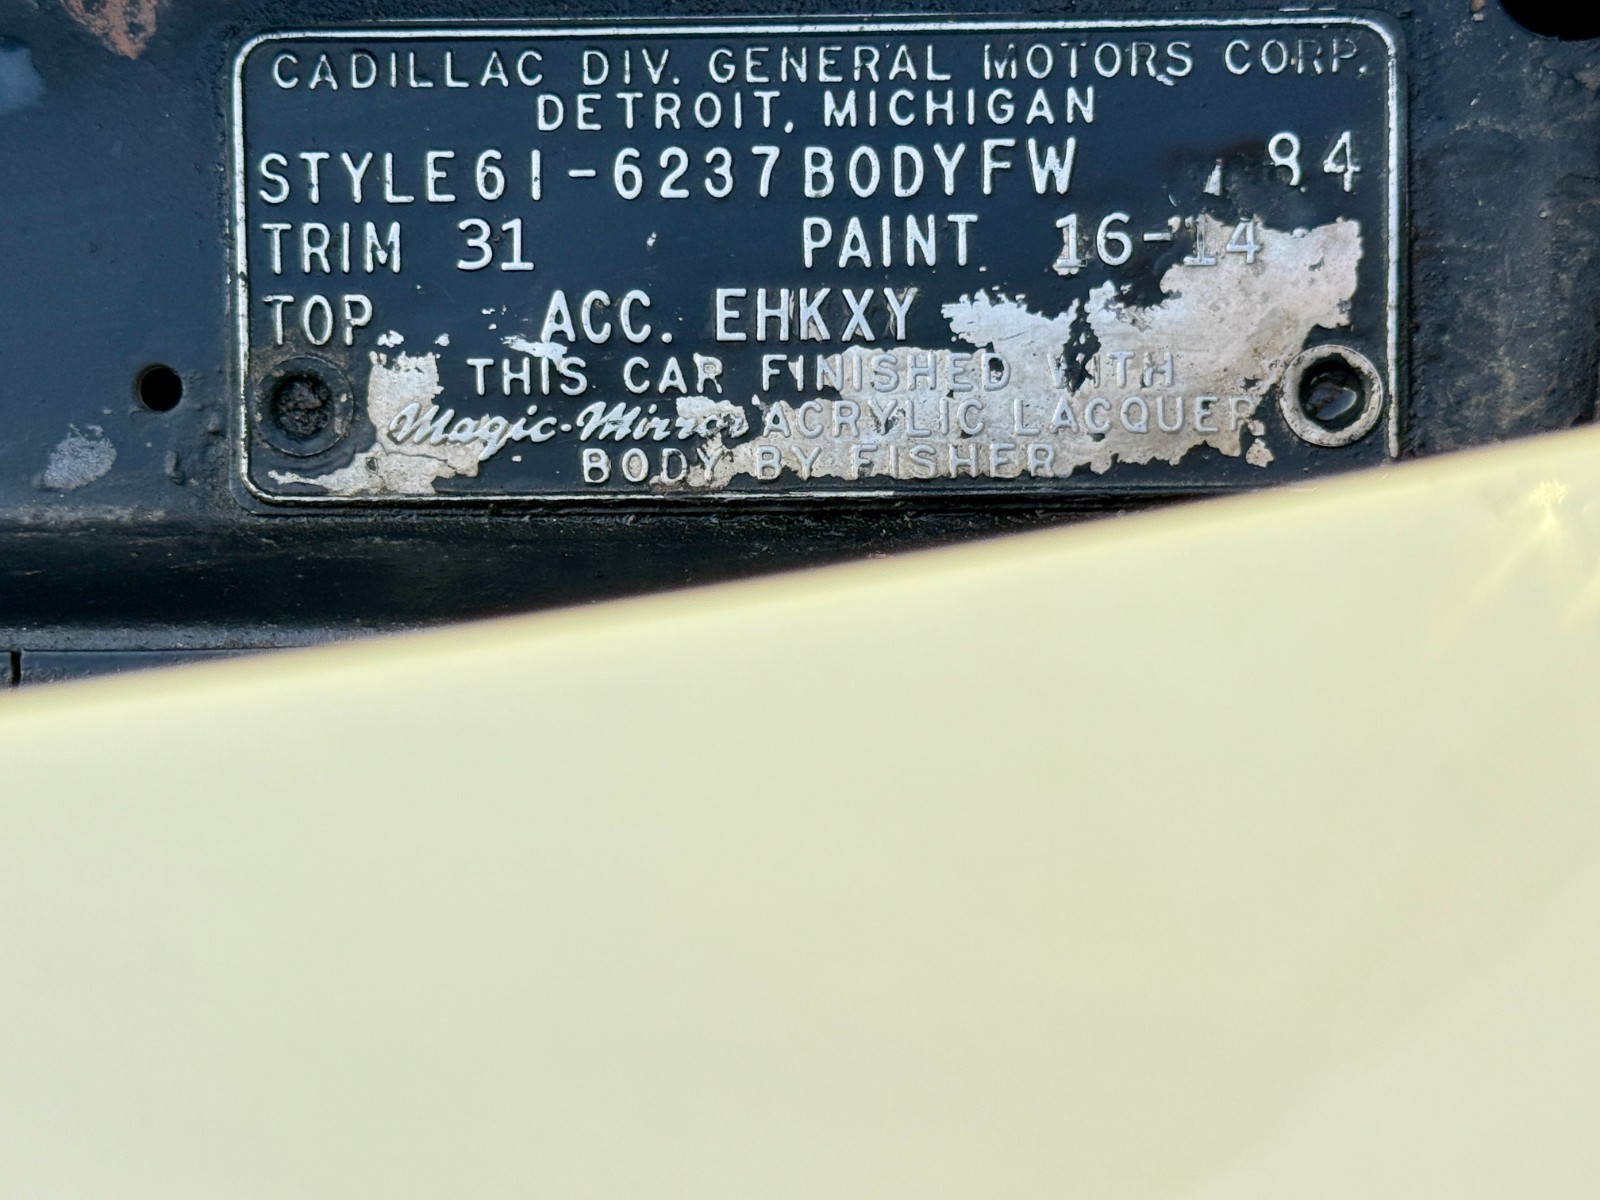 CADILLAC DIV. GENERAL MOTORS CORP.
DETROIT, MICHIGAN
STYLE 61-6237 BODY FW 84
TRIM 31 PAINT 16-14
TOP ACC. EHKXY
THIS CAR FINISHED WITH
Magic-Mirror ACRYLIC LACQUER
BODY BY FISHER